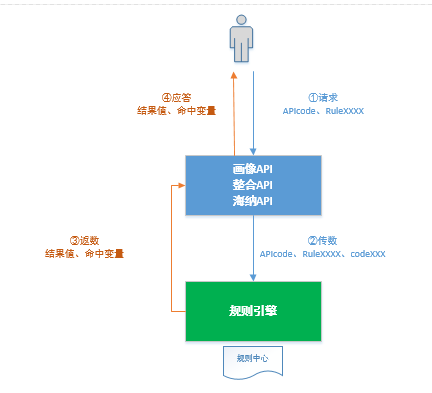 ④应答
结果值、命中变量
①请求
APIcode、RuleXXXX
画像API
整合API
海纳API
③返数
结果值、命中变量
②传数
APIcode、RuleXXXX、codeXXX
规则引擎
规则中心